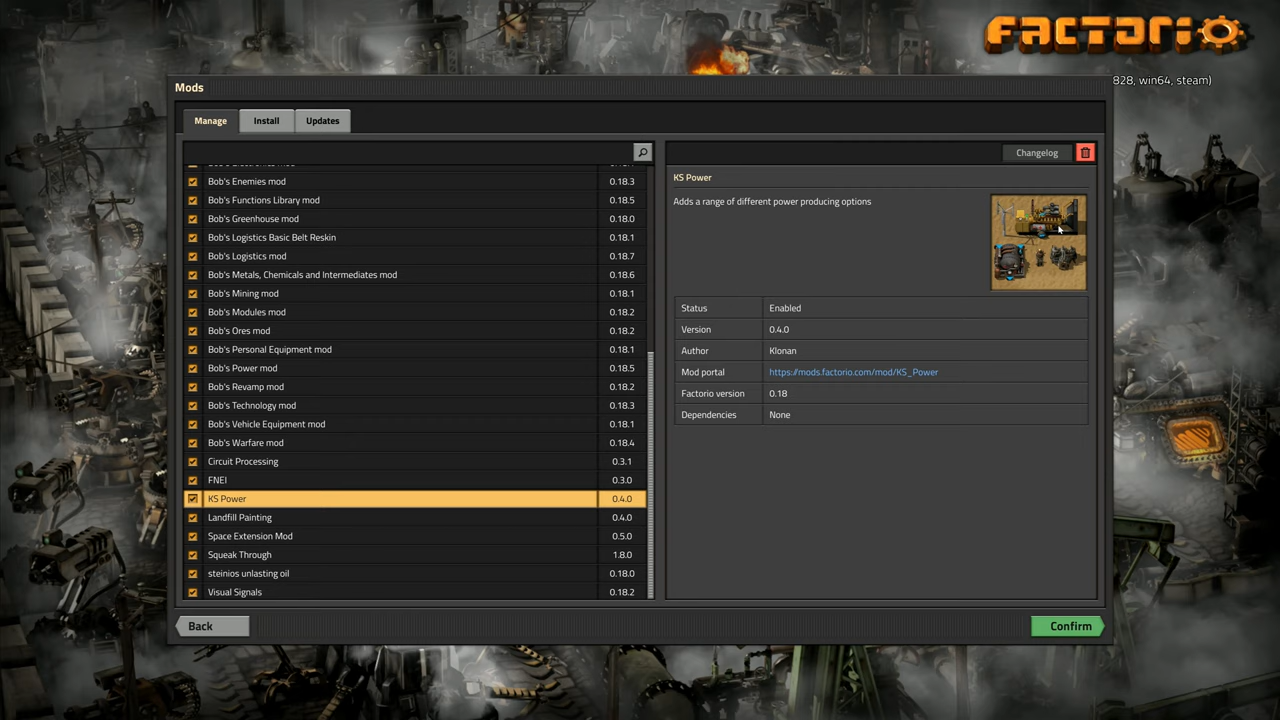 FACTORIO
828, win64, steam)
Mods
Manage
Install
Updates
Changelog
Bob's Enemies mod 0.18.3
Bob's Functions Library mod 0.18.5
Bob's Greenhouse mod 0.18.0
Bob's Logistics Basic Belt Reskin 0.18.1
Bob's Logistics mod 0.18.7
Bob's Metals, Chemicals and Intermediates mod 0.18.6
Bob's Mining mod 0.18.1
Bob's Modules mod 0.18.2
Bob's Ores mod 0.18.2
Bob's Personal Equipment mod 0.18.1
Bob's Power mod 0.18.5
Bob's Revamp mod 0.18.2
Bob's Technology mod 0.18.3
Bob's Vehicle Equipment mod 0.18.1
Bob's Warfare mod 0.18.4
Circuit Processing 0.3.1
FNEI 0.3.0
KS Power 0.4.0
Landfill Painting 0.4.0
Space Extension Mod 0.5.0
Squeak Through 1.8.0
steinios unlasting oil 0.18.0
Visual Signals 0.18.2
KS Power
Adds a range of different power producing options
Status Enabled
Version 0.4.0
Author Klonan
Mod portal https://mods.factorio.com/mod/KS_Power
Factorio version 0.18
Dependencies None
Back
Confirm